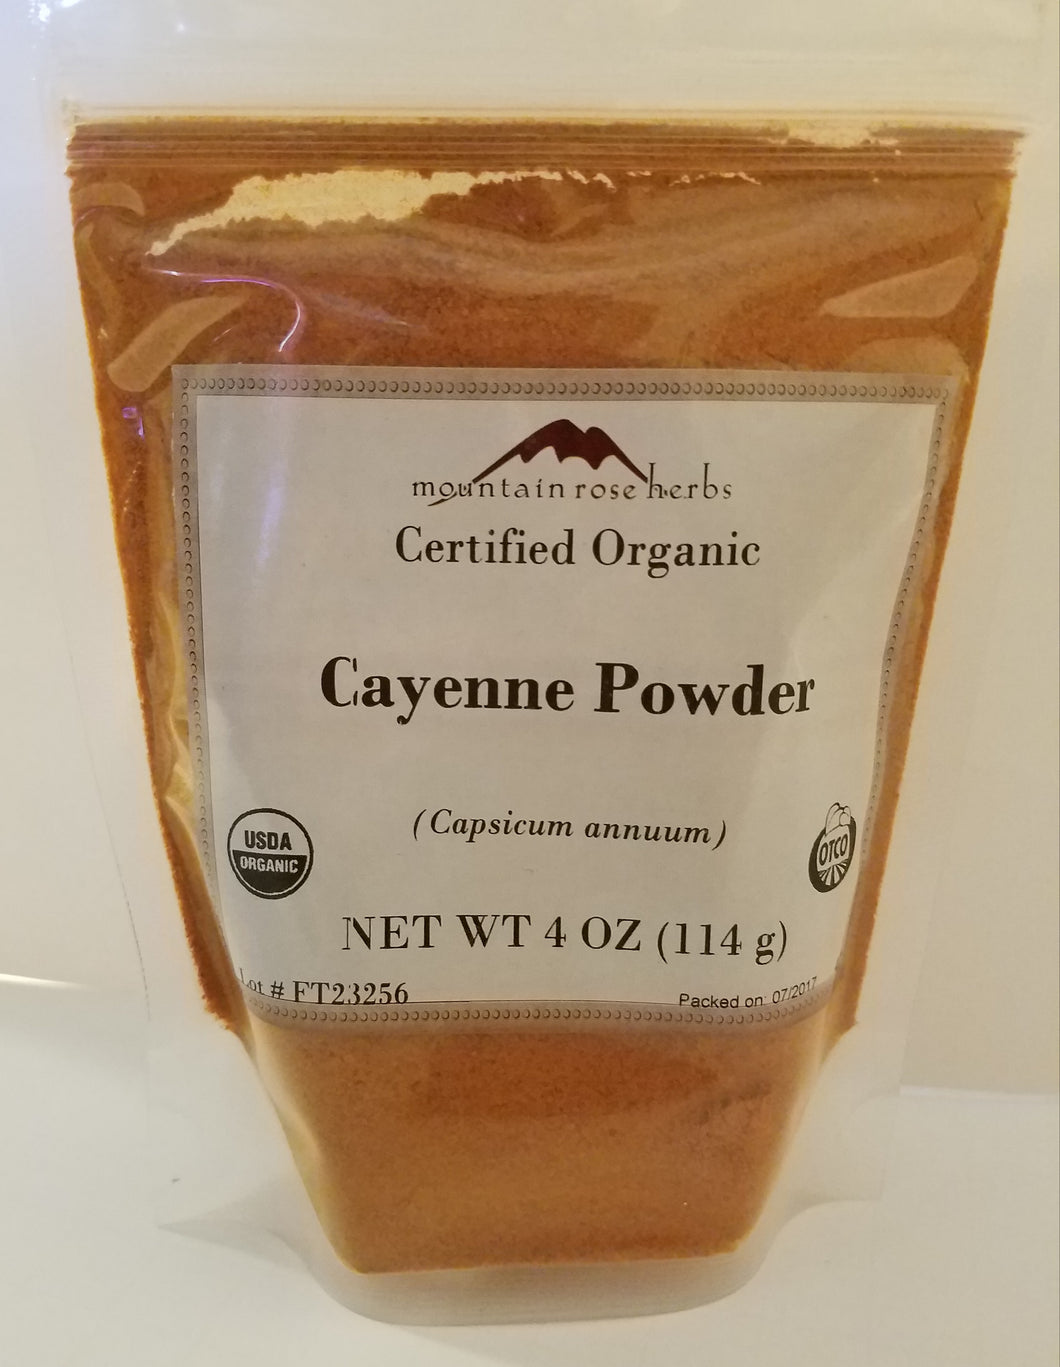 mountain rose herbs
Certified Organic
Cayenne Powder
(Capsicum annuum)
USDA
ORGANIC
OTCO
NET WT 4 OZ (114 g)
Lot # FT23256
Packed on: 07/2017